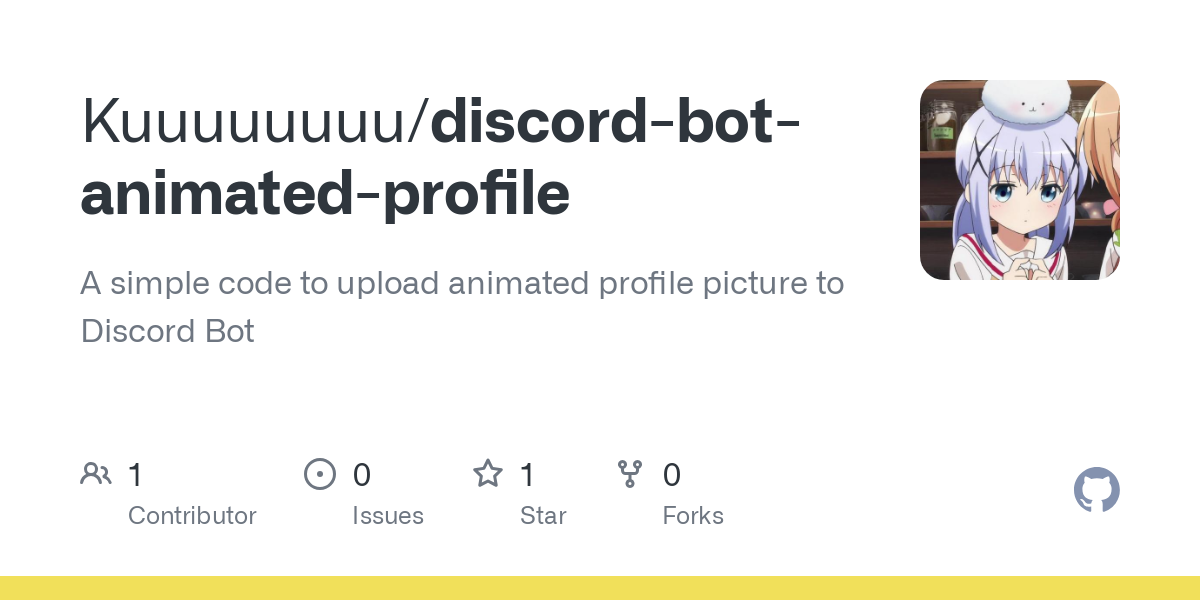 Kuuuuuuuu/discord-bot-
animated-profile
A simple code to upload animated profile picture to
Discord Bot
1
Contributor
0
Issues
1
Star
0
Forks